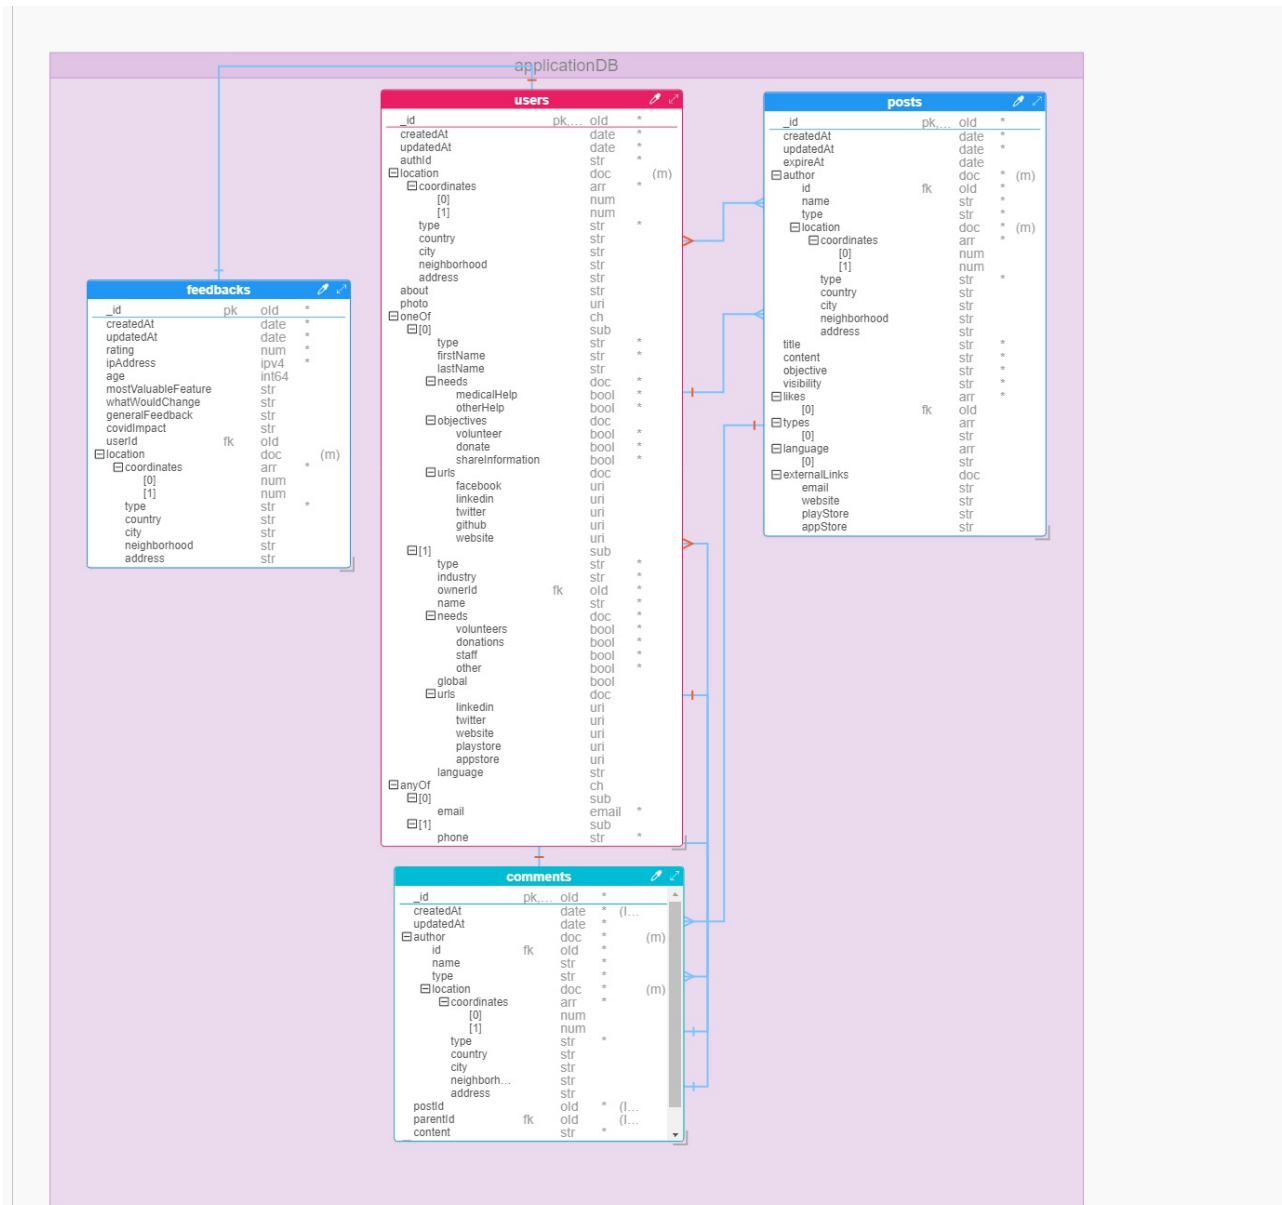 applicationDB
users
_id pk,... oId *
createdAt date *
updatedAt date *
authId str *
location doc (m)
coordinates arr *
[0] num
[1] num
type str *
country str
city str
neighborhood str
address str
about str
photo uri
oneOf ch
[0] sub
type str *
firstName str *
lastName str
needs doc *
medicalHelp bool *
otherHelp bool *
objectives doc
volunteer bool *
donate bool *
shareInformation bool *
urls doc
facebook uri
linkedin uri
twitter uri
github uri
website uri
[1] sub
type str *
industry str *
ownerId fk oId *
name str *
needs doc *
volunteers bool *
donations bool *
staff bool *
other bool *
global bool
urls doc
linkedin uri
twitter uri
website uri
playstore uri
appstore uri
language str
anyOf ch
[0] sub
email email *
[1] sub
phone str *
posts
_id pk,... oId *
createdAt date *
updatedAt date *
expireAt date
author doc * (m)
id fk oId *
name str *
type str *
location doc * (m)
coordinates arr *
[0] num
[1] num
type str *
country str
city str
neighborhood str
address str
title str *
content str *
objective str *
visibility str *
likes arr *
[0] fk oId
types arr
[0] str
language arr
[0] str
externalLinks doc
email str
website str
playStore str
appStore str
feedbacks
_id pk oId *
createdAt date *
updatedAt date *
rating num *
ipAddress ipv4 *
age int64
mostValuableFeature str
whatWouldChange str
generalFeedback str
covidImpact str
userId fk oId
location doc (m)
coordinates arr *
[0] num
[1] num
type str *
country str
city str
neighborhood str
address str
comments
_id pk,... oId *
createdAt date * (I...
updatedAt date *
author doc * (m)
id fk oId *
name str *
type str *
location doc * (m)
coordinates arr *
[0] num
[1] num
type str *
country str
city str
neighborh... str
address str
postId oId * (I...
parentId fk oId (I...
content str *